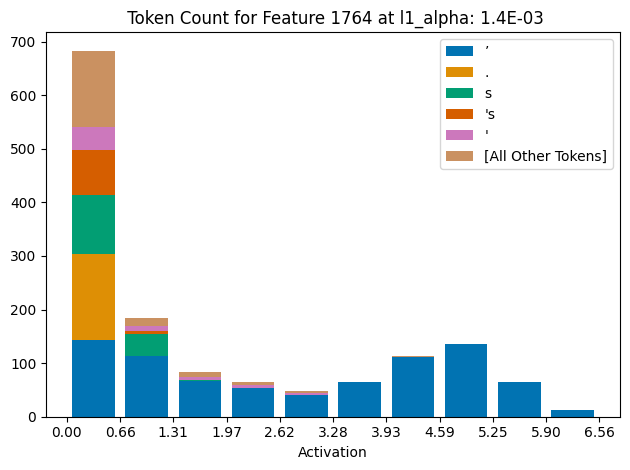 Token Count for Feature 1764 at l1_alpha: 1.4E-03
700
600
500
400
300
200
100
0
’
.
s
's
'
[All Other Tokens]
0.00 0.66 1.31 1.97 2.62 3.28 3.93 4.59 5.25 5.90 6.56
Activation